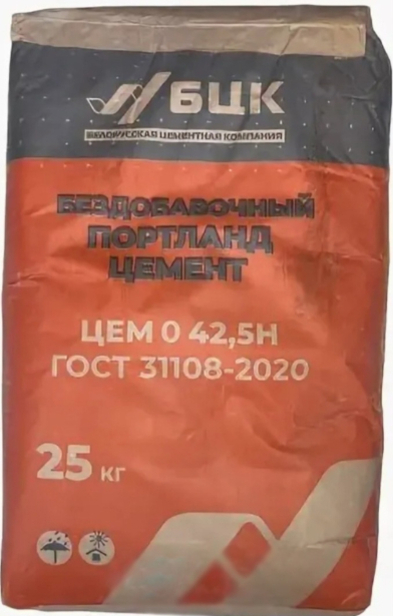 БЦК
БЕЛОРУССКАЯ ЦЕМЕНТНАЯ КОМПАНИЯ
БЕЗДОБАВОЧНЫЙ
ПОРТЛАНД
ЦЕМЕНТ
ЦЕМ 0 42,5Н
ГОСТ 31108-2020
25 кг